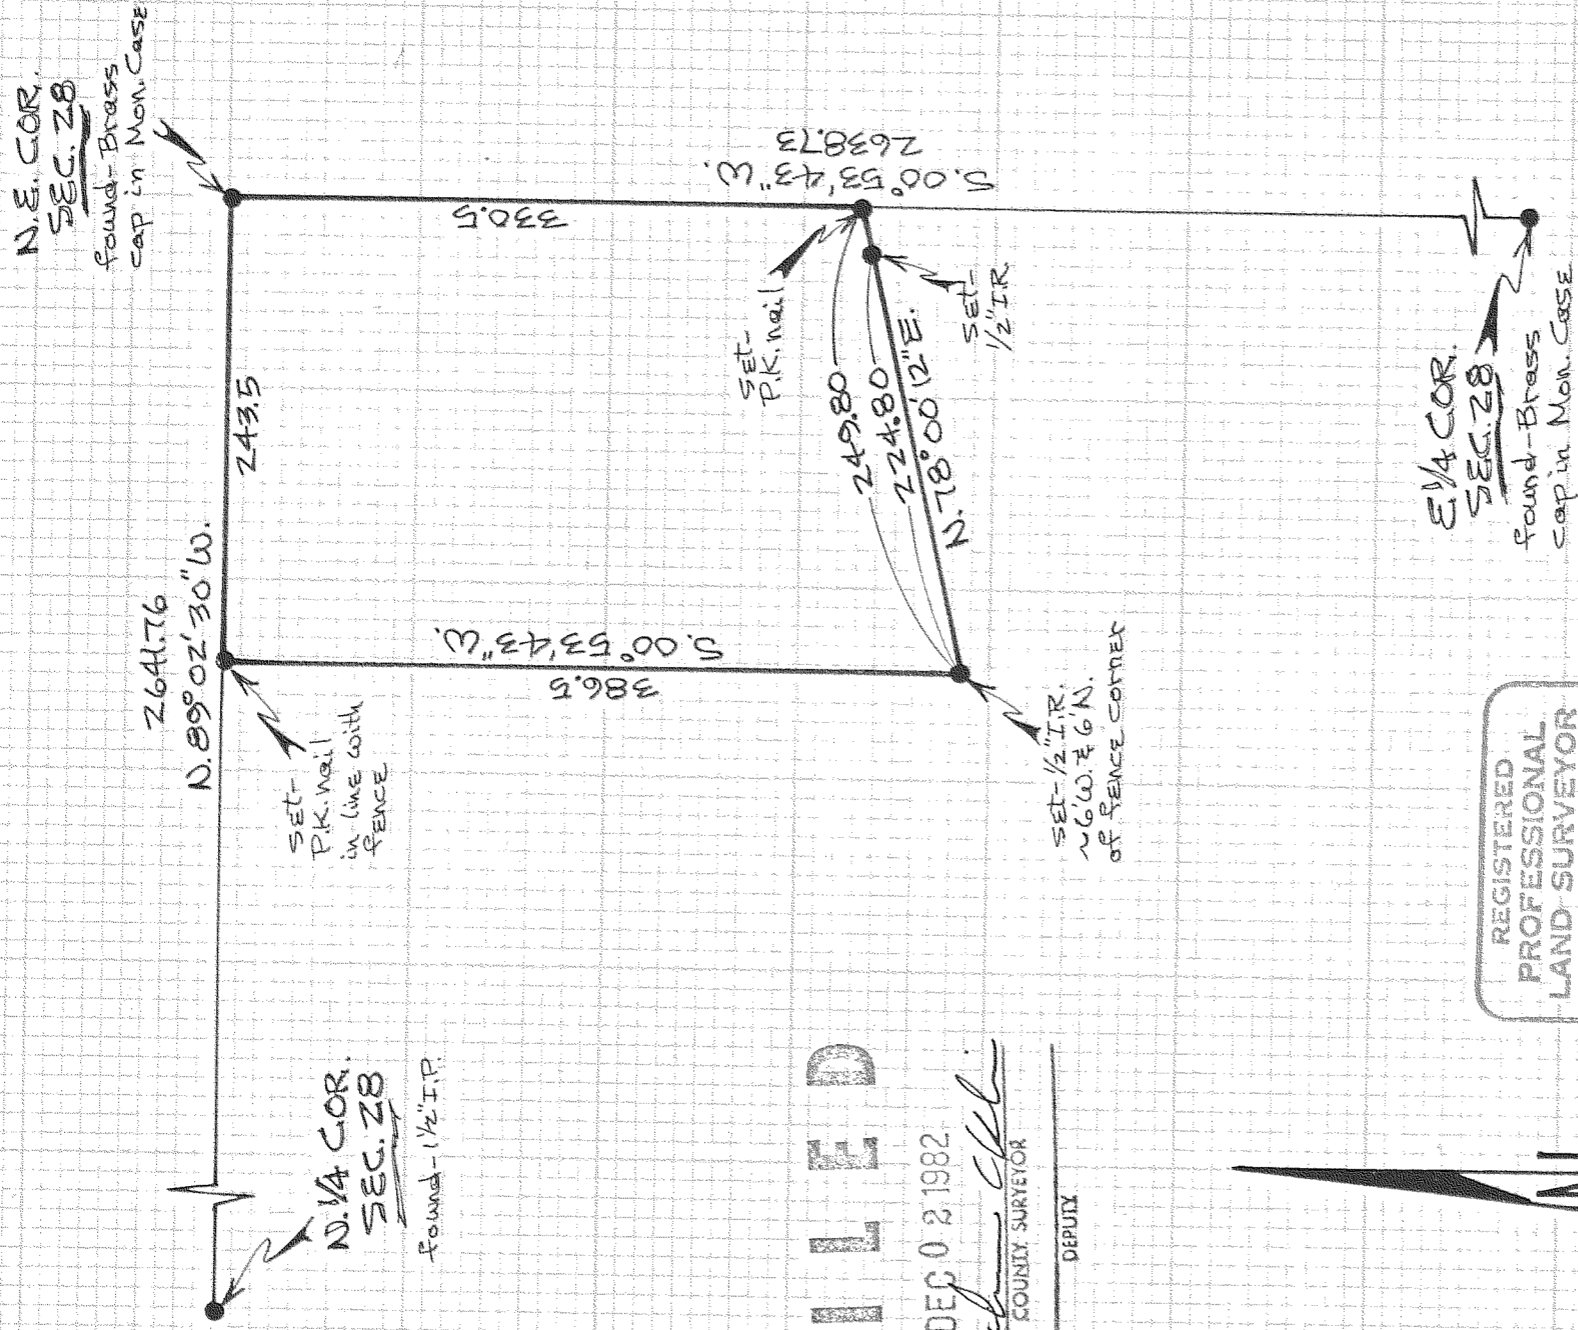 N.E. COR.
SEC. 28
found-Brass
cap in Mon. Case
2641.76
N. 89° 02' 30" W.
243.5
330.5
S. 00° 53' 43" W.
2638.73
SET-
P.K. nail
in line with
FENCE
S. 00° 53' 43" W.
386.5
SET-
P.K. nail
249.80
224.80
N. 78° 00' 12" E.
SET-
1/2" I.R.
SET- 1/2" I.R.
~6' W. & 6' N.
of FENCE CORNER
N. 1/4 COR.
SEC. 28
found- 1 1/2" I.P.
E. 1/4 COR.
SEC. 28
found-Brass
cap in Mon. Case
I L E D
DEC 02 1982
COUNTY SURVEYOR
DEPUTY
REGISTERED
PROFESSIONAL
LAND SURVEYOR